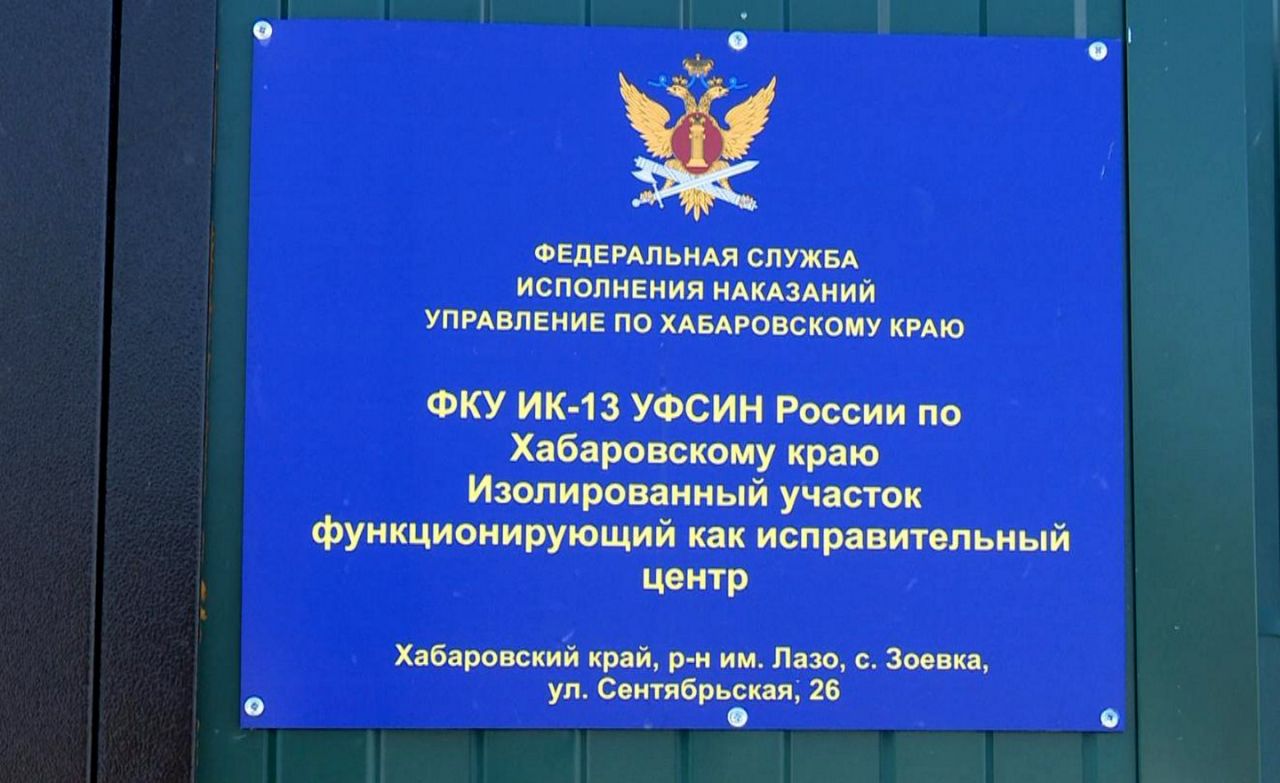 ФЕДЕРАЛЬНАЯ СЛУЖБА
ИСПОЛНЕНИЯ НАКАЗАНИЙ
УПРАВЛЕНИЕ ПО ХАБАРОВСКОМУ КРАЮ
ФКУ ИК-13 УФСИН России по
Хабаровскому краю
Изолированный участок
функционирующий как исправительный
центр
Хабаровский край, р-н им. Лазо, с. Зоевка,
ул. Сентябрьская, 26